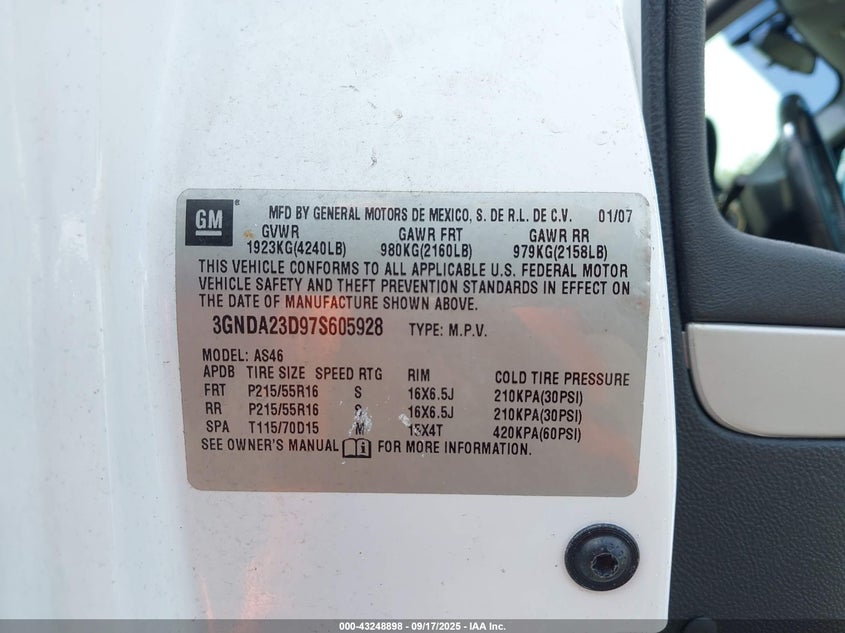 GM ® MFD BY GENERAL MOTORS DE MEXICO, S. DE R.L. DE C.V. 01/07
GVWR GAWR FRT GAWR RR
1923KG(4240LB) 980KG(2160LB) 979KG(2158LB)
THIS VEHICLE CONFORMS TO ALL APPLICABLE U.S. FEDERAL MOTOR
VEHICLE SAFETY AND THEFT PREVENTION STANDARDS IN EFFECT ON
THE DATE OF MANUFACTURE SHOWN ABOVE.
3GNDA23D97S605928 TYPE: M.P.V.
MODEL: AS46
APDB TIRE SIZE SPEED RTG RIM COLD TIRE PRESSURE
FRT P215/55R16 S 16X6.5J 210KPA(30PSI)
RR P215/55R16 16X6.5J 210KPA(30PSI)
SPA T115/70D15 M 15X4T 420KPA(60PSI)
SEE OWNER'S MANUAL FOR MORE INFORMATION.
000-43248898 - 09/17/2025 - IAA Inc.